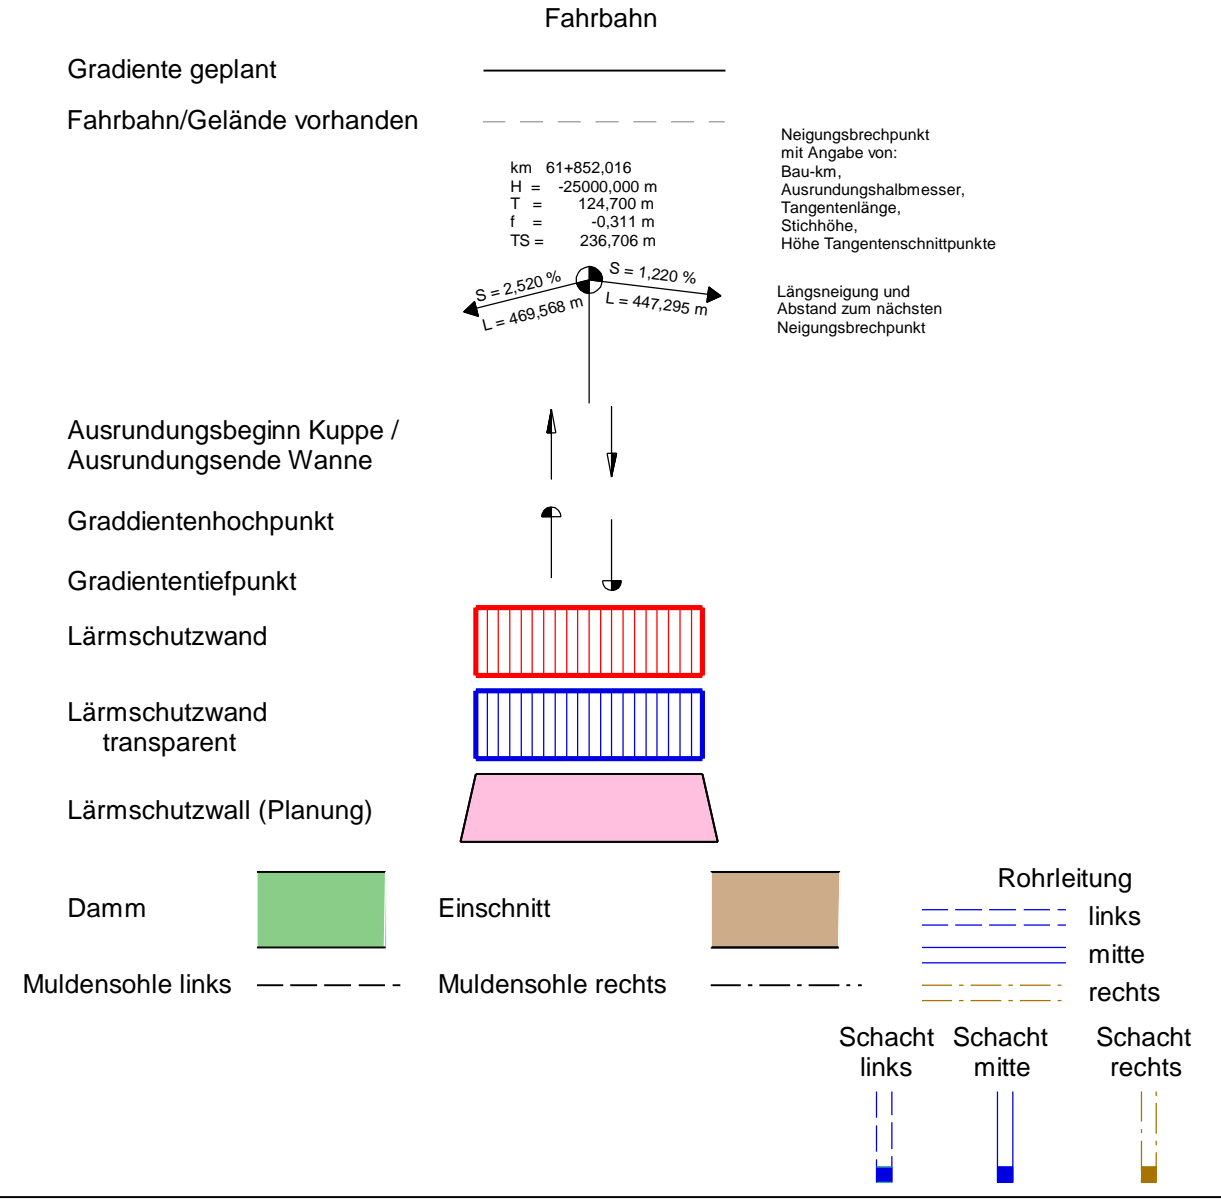 Fahrbahn
Gradiente geplant
Fahrbahn/Gelände vorhanden
km 61+852,016
H = -25000,000 m
T = 124,700 m
f = -0,311 m
TS = 236,706 m
Neigungsbrechpunkt
mit Angabe von:
Bau-km,
Ausrundungshalbmesser,
Tangentenlänge,
Stichhöhe,
Höhe Tangentenschnittpunkte
S = 2,520 %
L = 469,568 m
S = 1,220 %
L = 447,295 m
Längsneigung und
Abstand zum nächsten
Neigungsbrechpunkt
Ausrundungsbeginn Kuppe /
Ausrundungsende Wanne
Graddientenhochpunkt
Gradiententiefpunkt
Lärmschutzwand
Lärmschutzwand
transparent
Lärmschutzwall (Planung)
Damm
Einschnitt
Rohrleitung
links
mitte
rechts
Muldensohle links
Muldensohle rechts
Schacht
links
Schacht
mitte
Schacht
rechts